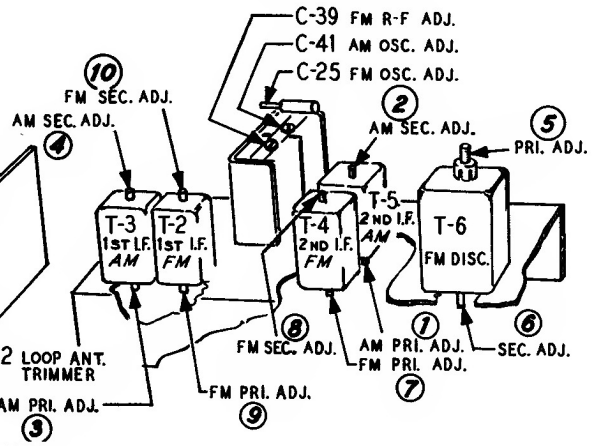 C-39 FM R-F ADJ.
C-41 AM OSC. ADJ.
C-25 FM OSC. ADJ.
10
FM SEC. ADJ.
AM SEC. ADJ.
4
2
AM SEC. ADJ.
5
PRI. ADJ.
T-3
1ST I.F.
AM
T-2
1ST I.F.
FM
T-4
2ND I.F.
FM
T-5
2ND I.F.
AM
T-6
FM DISC.
8
FM SEC. ADJ.
1
AM PRI. ADJ.
FM PRI. ADJ.
7
6
SEC. ADJ.
2 LOOP ANT.
TRIMMER
AM PRI. ADJ.
3
FM PRI. ADJ.
9